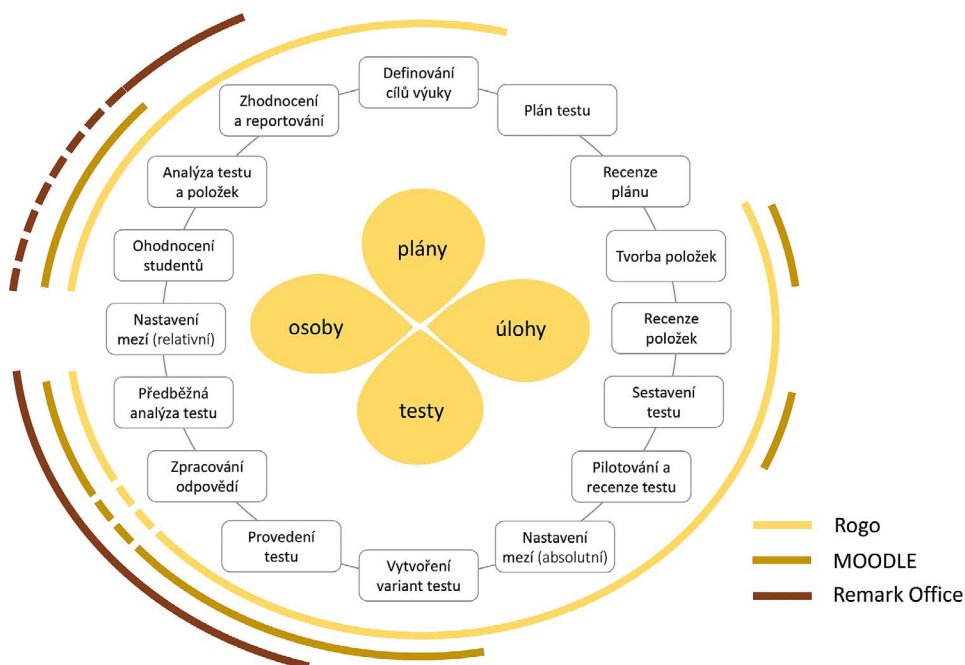 Definování
cílů výuky
Plán testu
Recenze
plánu
Tvorba položek
Recenze
položek
Sestavení
testu
Pilotování a
recenze testu
Nastavení
mezí (absolutní)
Vytvoření
variant testu
Provedení
testu
Zpracování
odpovědí
Předběžná
analýza testu
Nastavení
mezí (relativní)
Ohodnocení
studentů
Analýza testu
a položek
Zhodnocení
a reportování
plány
osoby
úlohy
testy
Rogo
MOODLE
Remark Office